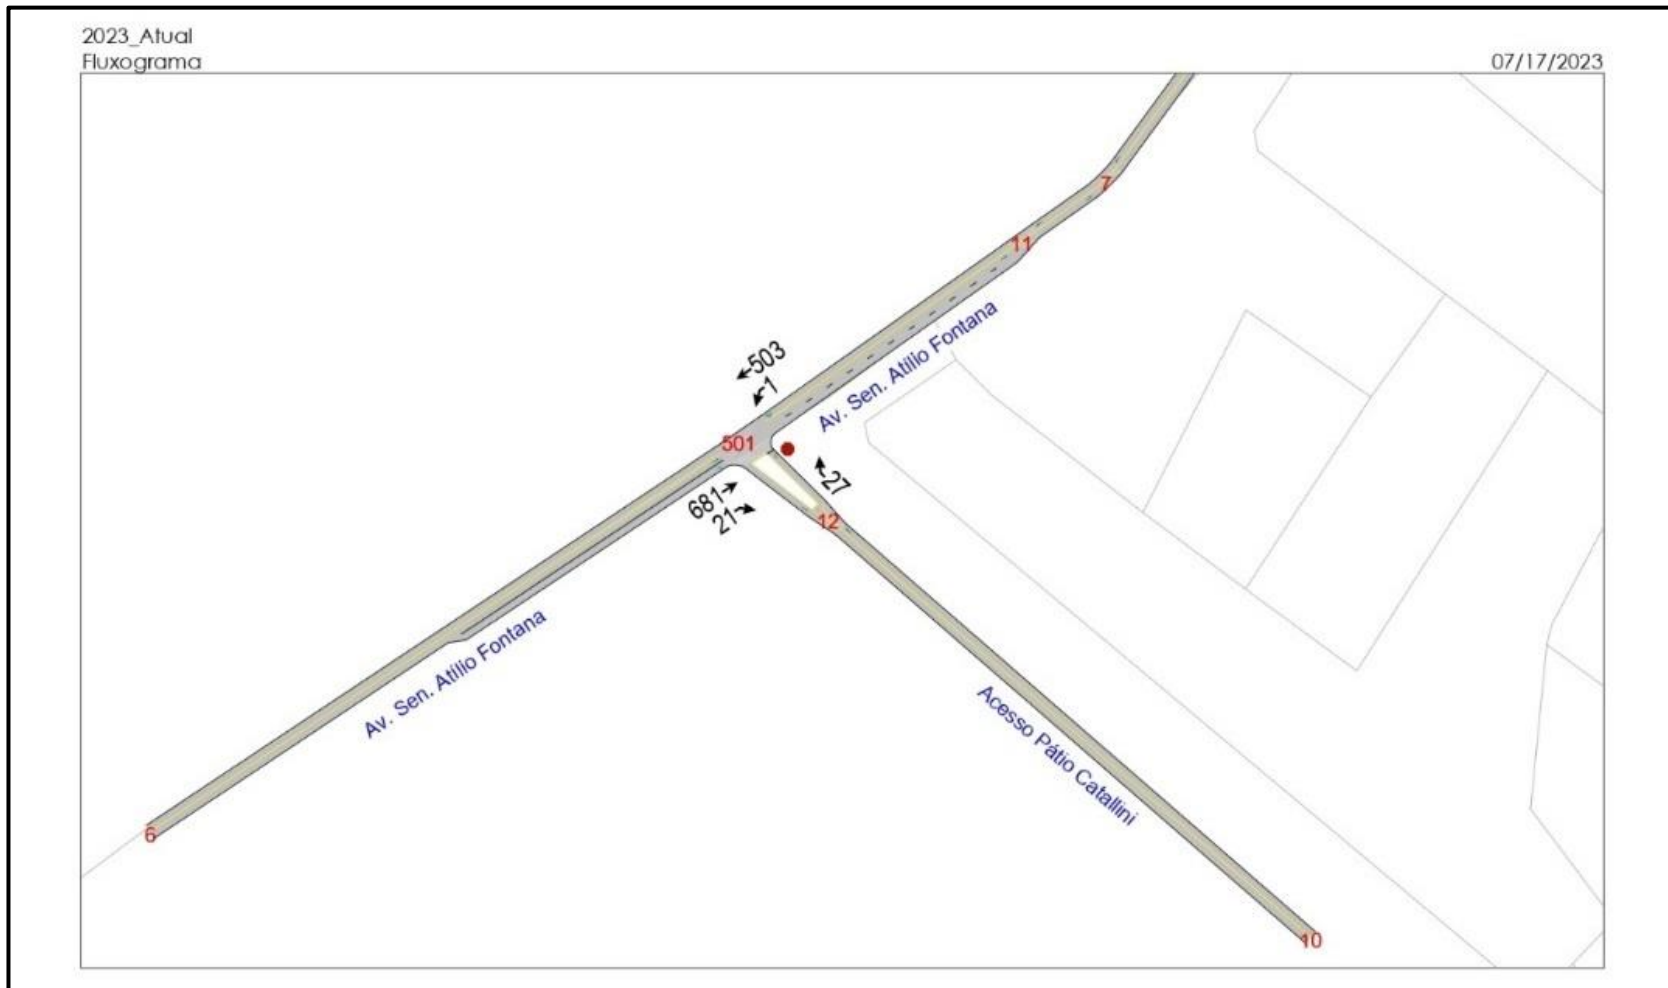 2023_Atual
Fluxograma
07/17/2023
7
11
Av. Sen. Atílio Fontana
503
1
501
27
681
21
12
Av. Sen. Atílio Fontana
Acesso Pátio Catallini
6
10